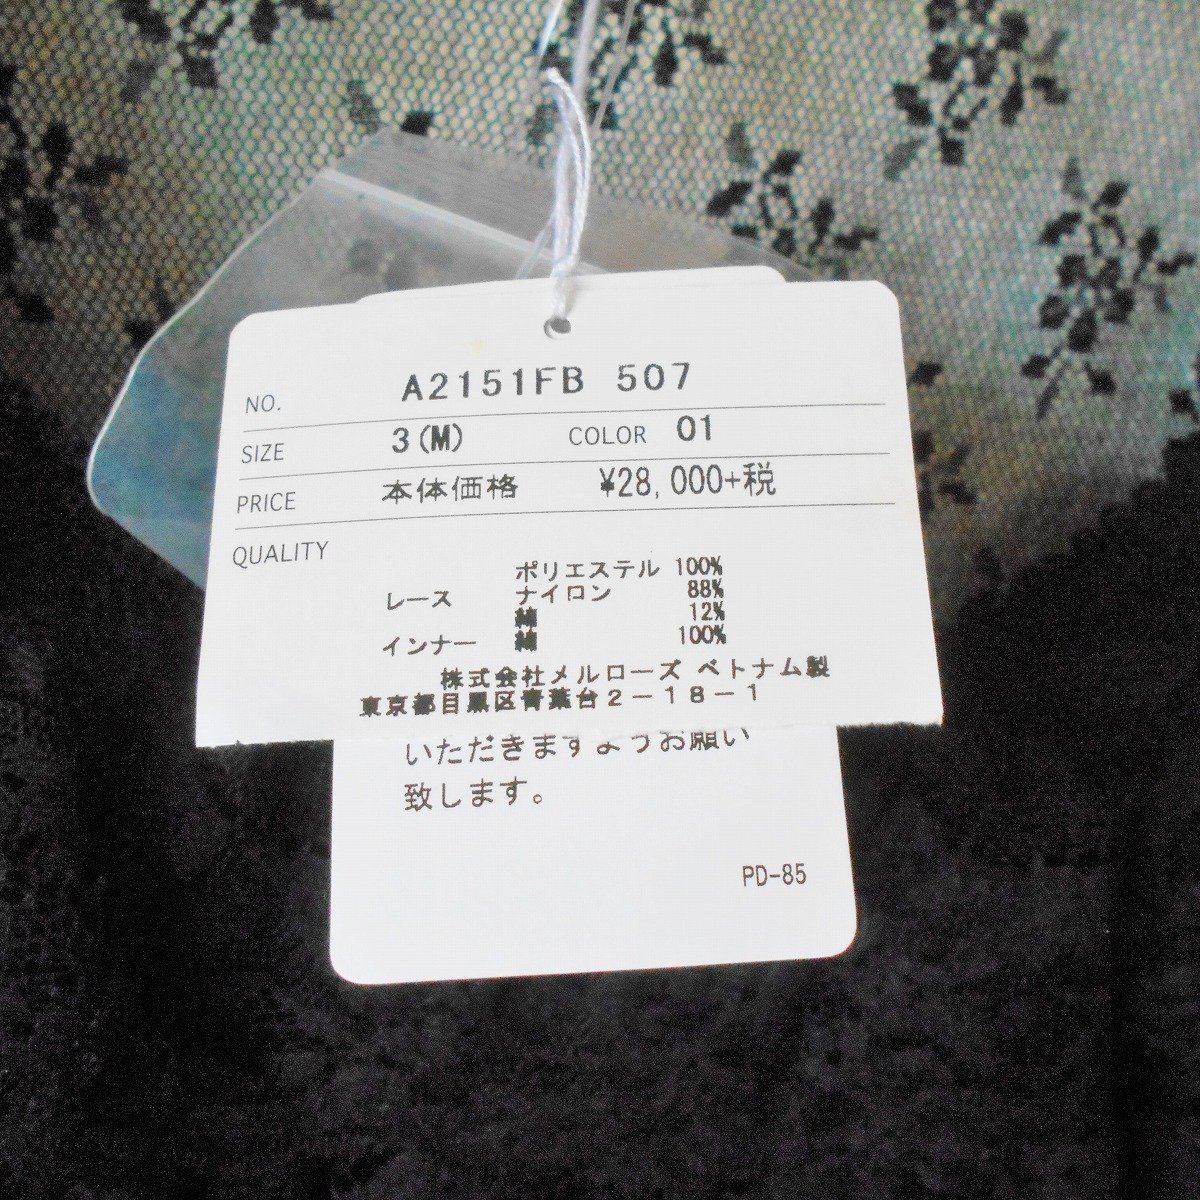 NO. A2151FB 507
SIZE 3(M) COLOR 01
PRICE 本体価格 ¥28,000+税
QUALITY
ポリエステル 100%
レース ナイロン 88%
綿 12%
インナー 綿 100%
株式会社メルローズ ベトナム製
東京都目黒区青葉台2-18-1
いただきますようお願い
致します。
PD-85